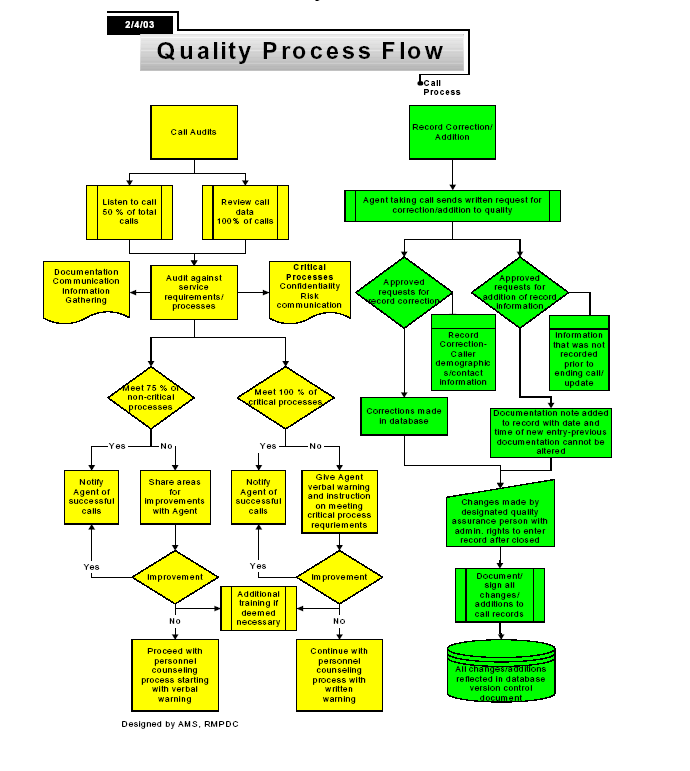 2/4/03
Quality Process Flow
Call
Process
Call Audits
Listen to call
50 % of total
calls
Review call
data
100% of calls
Documentation
Communication
Information
Gathering
Audit against
service
requirements/
processes
Critical
Processes
Confidentiality
Risk
communication
Meet 75 % of
non-critical
processes
Meet 100 % of
critical processes
Yes
No
Yes
No
Notify
Agent of
successful
calls
Share areas
for
improvements
with Agent
Notify
Agent of
successful
calls
Give Agent
verbal warning
and instruction
on meeting
critical process
requriements
Yes
Improvement
Yes
Improvement
Additional
training if
deemed
necessary
No
No
Proceed with
personnel
counseling
process starting
with verbal
warning
Continue with
personnel
counseling
process with
written
warning
Designed by AMS, RMPDC
Record Correction/
Addition
Agent taking call sends written request for
correction/addition to quality
Approved
requests for
record correction
Approved
requests for
addition of record
information
Record
Correction-
Caller
demographic
s/contact
information
Information
that was not
recorded
prior to
ending call/
update
Corrections made
in database
Documentation note added
to record with date and
time of new entry-previous
documentation cannot be
altered
Changes made by
designated quality
assurance person with
admin. rights to enter
record after closed
Document/
sign all
changes/
additions to
call records
All changes/additions
reflected in database
version control
document